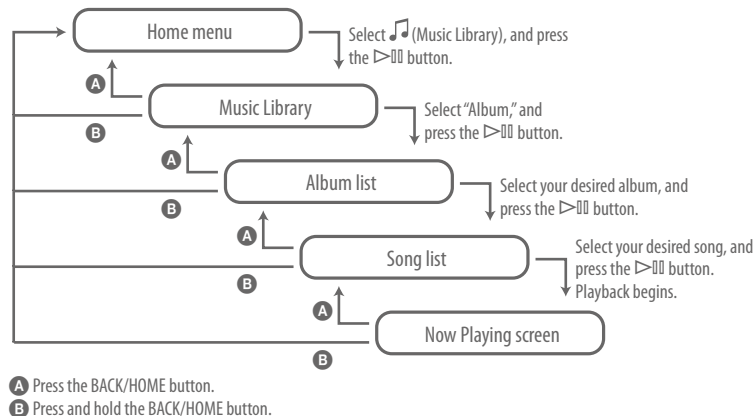 Home menu
Select ♫ (Music Library), and press
the ▷II button.
A
Music Library
B
Select “Album,” and
press the ▷II button.
A
Album list
B
Select your desired album, and
press the ▷II button.
A
Song list
B
Select your desired song, and
press the ▷II button.
Playback begins.
A
Now Playing screen
B
A Press the BACK/HOME button.
B Press and hold the BACK/HOME button.